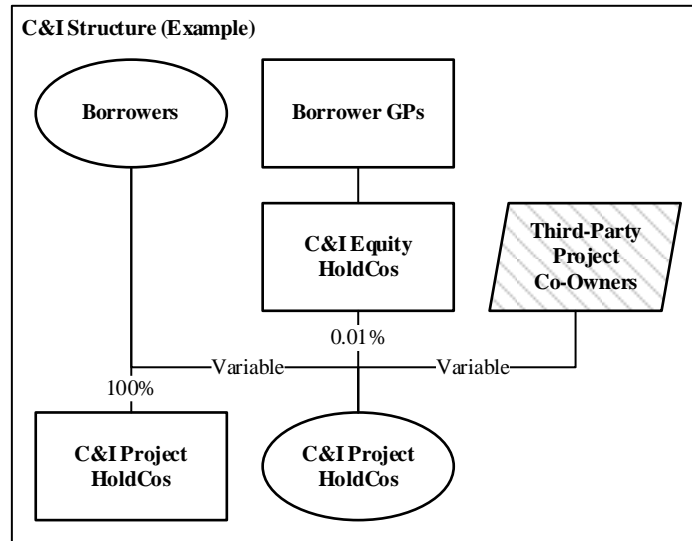 C&I Structure (Example)
Borrowers
Borrower GPs
C&I Equity
HoldCos
Third-Party
Project
Co-Owners
0.01%
Variable
Variable
100%
C&I Project
HoldCos
C&I Project
HoldCos